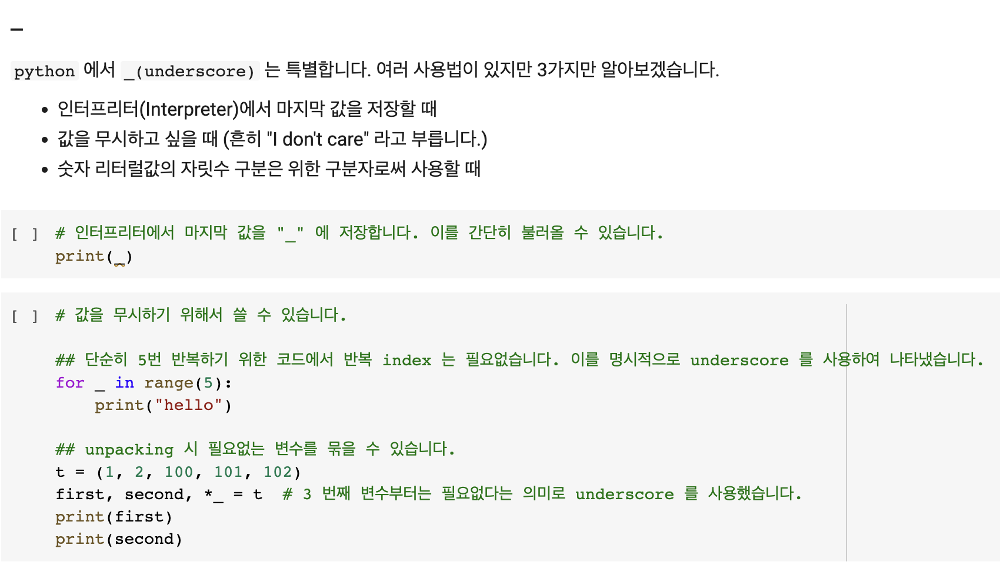 _
python 에서 _(underscore) 는 특별합니다. 여러 사용법이 있지만 3가지만 알아보겠습니다.
• 인터프리터(Interpreter)에서 마지막 값을 저장할 때
• 값을 무시하고 싶을 때 (흔히 "I don't care" 라고 부릅니다.)
• 숫자 리터럴값의 자릿수 구분은 위한 구분자로써 사용할 때
[ ] # 인터프리터에서 마지막 값을 "_" 에 저장합니다. 이를 간단히 불러올 수 있습니다.
print(_)
[ ] # 값을 무시하기 위해서 쓸 수 있습니다.
## 단순히 5번 반복하기 위한 코드에서 반복 index 는 필요없습니다. 이를 명시적으로 underscore 를 사용하여 나타냈습니다.
for _ in range(5):
    print("hello")
## unpacking 시 필요없는 변수를 묶을 수 있습니다.
t = (1, 2, 100, 101, 102)
first, second, *_ = t  # 3 번째 변수부터는 필요없다는 의미로 underscore 를 사용했습니다.
print(first)
print(second)